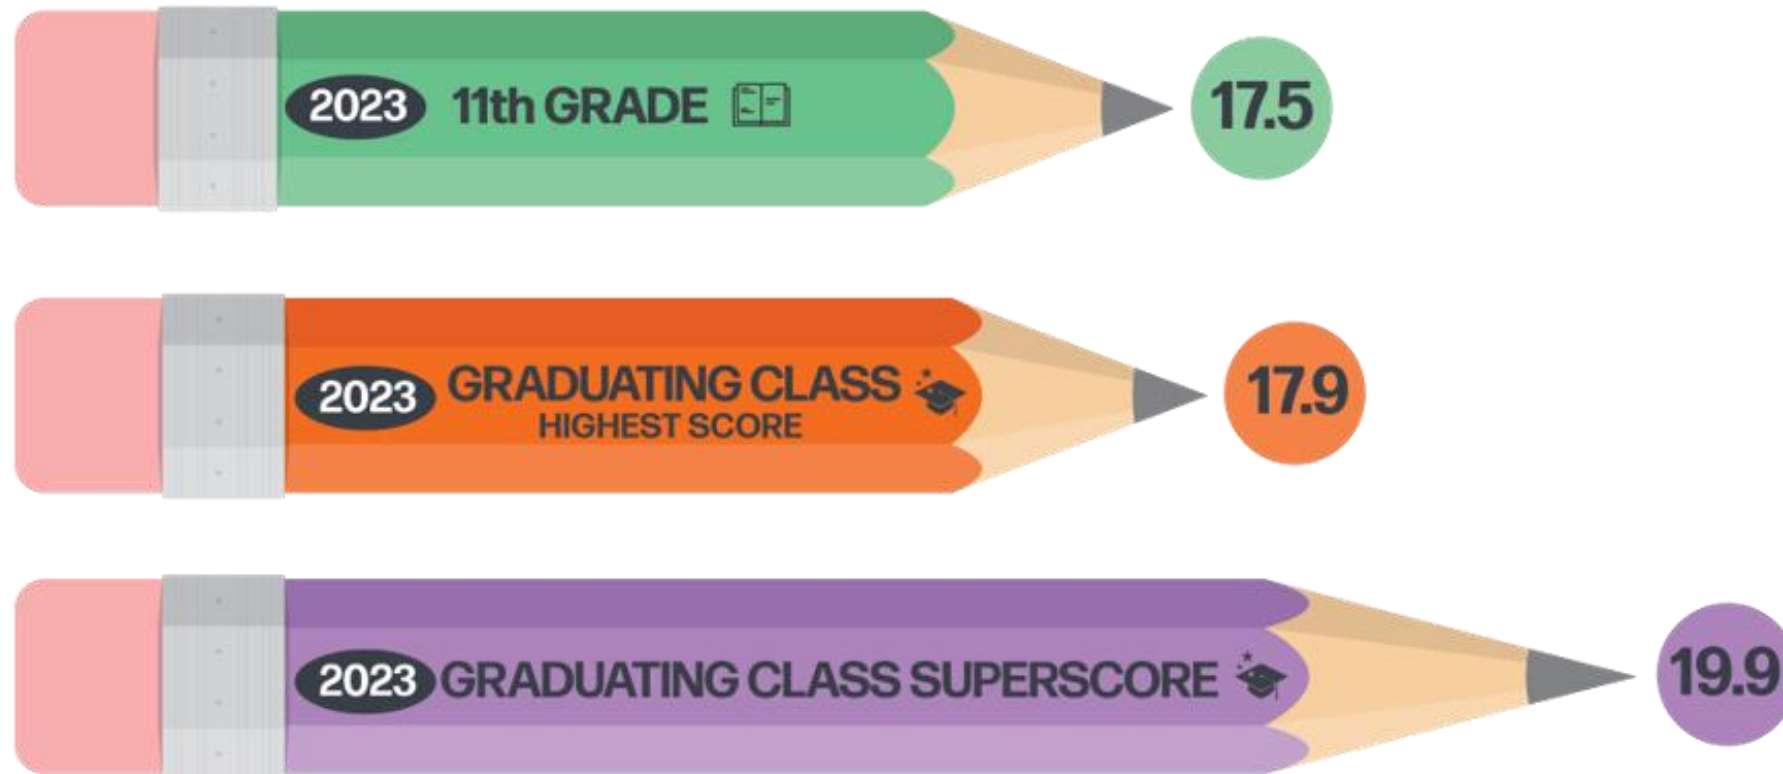 2023 11th GRADE 17.5
2023 GRADUATING CLASS 17.9
HIGHEST SCORE
2023 GRADUATING CLASS SUPERSCORE 19.9